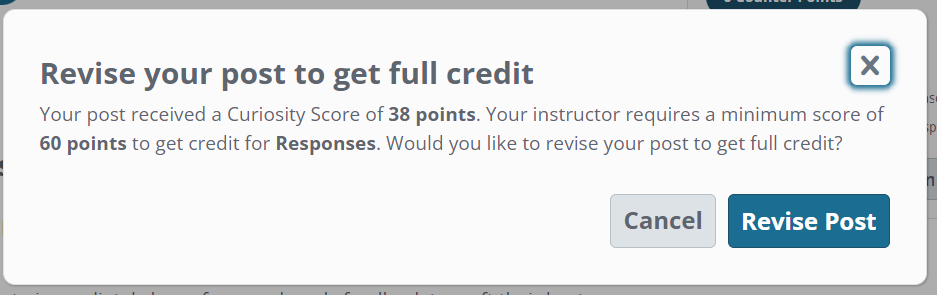 Revise your post to get full credit
Your post received a Curiosity Score of 38 points. Your instructor requires a minimum score of
60 points to get credit for Responses. Would you like to revise your post to get full credit?
Cancel
Revise Post